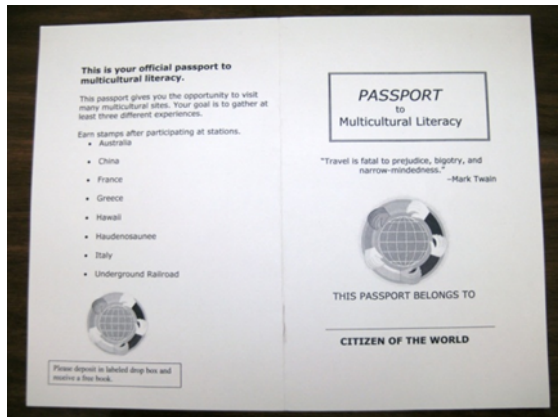 This is your official passport to
multicultural literacy.
This passport gives you the opportunity to visit
many multicultural sites. Your goal is to gather at
least three different experiences.
Earn stamps after participating at stations.
• Australia
• China
• France
• Greece
• Hawaii
• Haudenosaunee
• Italy
• Underground Railroad
Please deposit in labeled drop box and
receive a free book.
PASSPORT
to
Multicultural Literacy
"Travel is fatal to prejudice, bigotry, and
narrow-mindedness."
–Mark Twain
THIS PASSPORT BELONGS TO
CITIZEN OF THE WORLD